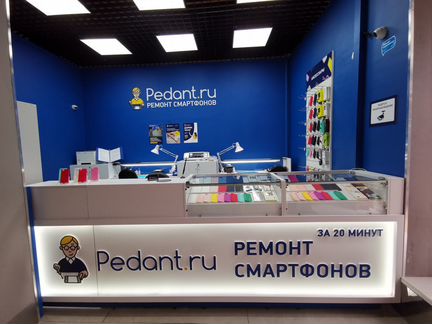 Pedant.ru
РЕМОНТ СМАРТФОНОВ
ЗА 20 МИНУТ
Pedant.ru
РЕМОНТ
СМАРТФОНОВ